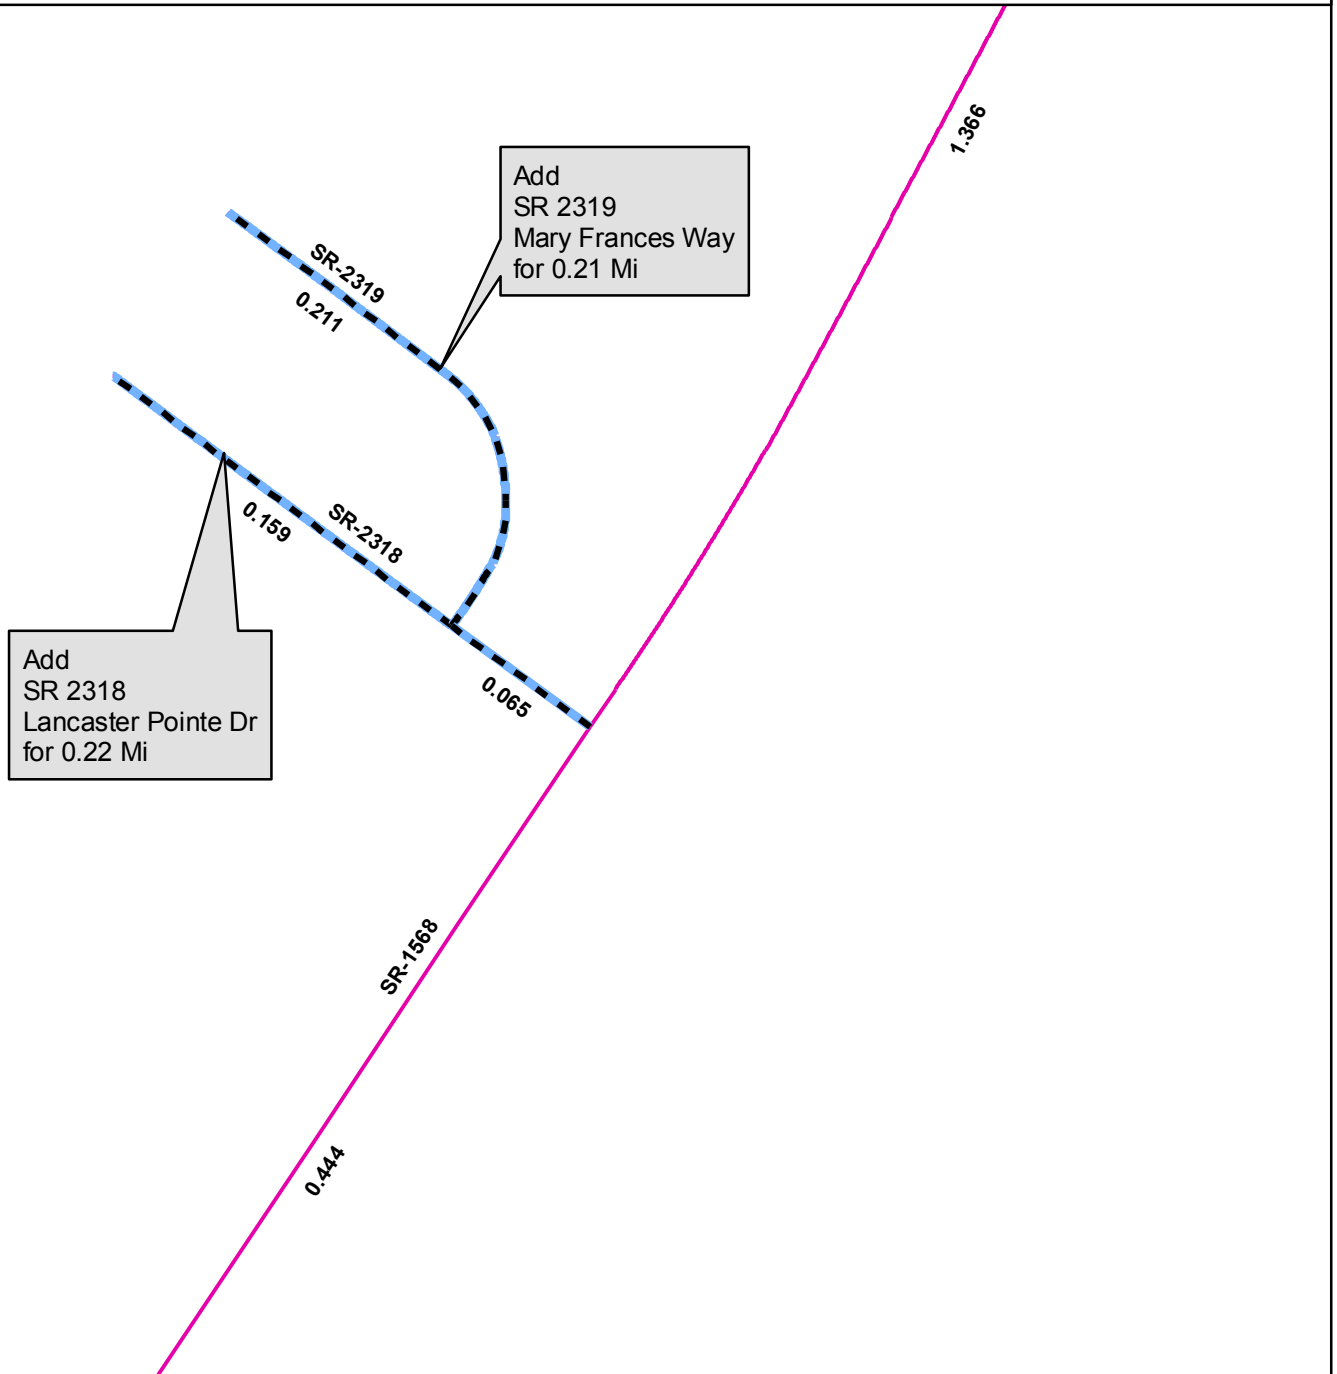 1.366
Add
SR 2319
Mary Frances Way
for 0.21 Mi
SR-2319
0.211
SR-2318
0.159
Add
SR 2318
Lancaster Pointe Dr
for 0.22 Mi
0.065
SR-1568
0.444